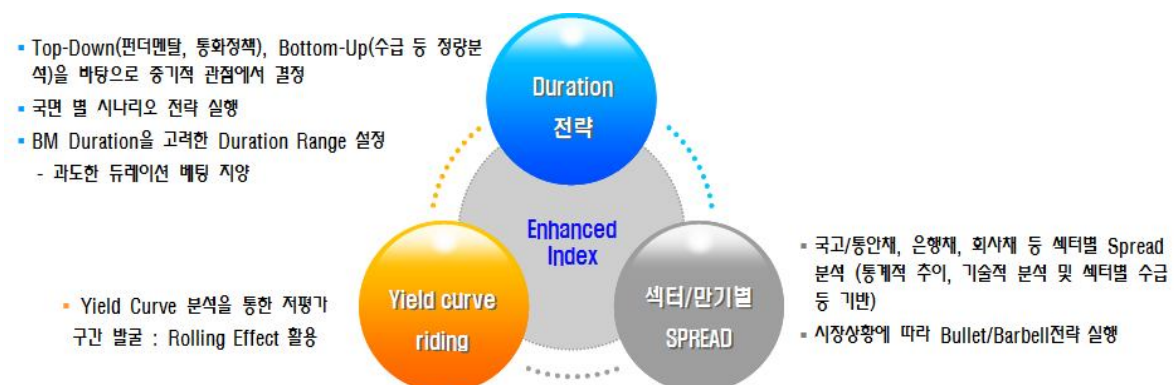 ▪ Top-Down(펀더멘탈, 통화정책), Bottom-Up(수급 등 정량분
석)을 바탕으로 중기적 관점에서 결정
▪ 국면 별 시나리오 전략 실행
▪ BM Duration을 고려한 Duration Range 설정
- 과도한 듀레이션 베팅 지양
Duration
전략
Enhanced
Index
Yield curve
riding
섹터/만기별
SPREAD
▪ Yield Curve 분석을 통한 저평가
구간 발굴 : Rolling Effect 활용
▪ 국고/통안채, 은행채, 회사채 등 섹터별 Spread
분석 (통계적 추이, 기술적 분석 및 섹터별 수급
등 기반)
▪ 시장상황에 따라 Bullet/Barbell전략 실행